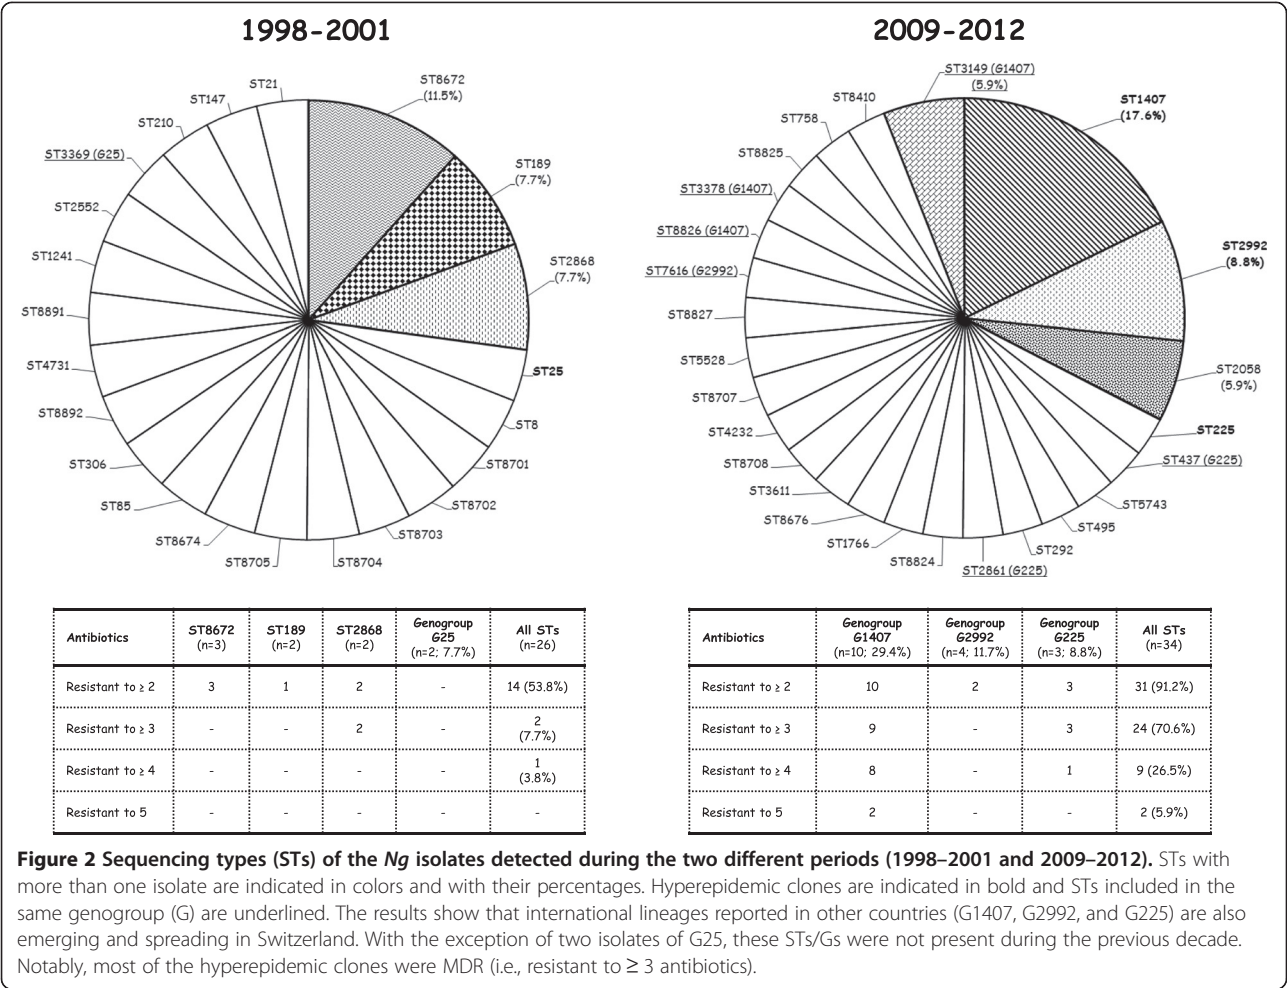 1998-2001
ST8672
(11.5%)
ST189
(7.7%)
ST2868
(7.7%)
ST25
ST8
ST8701
ST8702
ST8703
ST8704
ST8705
ST8674
ST85
ST306
ST8892
ST4731
ST8891
ST1241
ST2552
ST3369 (G25)
ST210
ST147
ST21
2009-2012
ST3149 (G1407)
(5.9%)
ST1407
(17.6%)
ST2992
(8.8%)
ST2058
(5.9%)
ST225
ST437 (G225)
ST5743
ST495
ST292
ST2861 (G225)
ST8824
ST1766
ST8676
ST3611
ST8708
ST4232
ST8707
ST5528
ST8827
ST7616 (G2992)
ST8826 (G1407)
ST3378 (G1407)
ST8825
ST758
ST8410
Antibiotics ST8672 (n=3) ST189 (n=2) ST2868 (n=2) Genogroup G25 (n=2; 7.7%) All STs (n=26)
Resistant to ≥ 2 3 1 2 - 14 (53.8%)
Resistant to ≥ 3 - - 2 - 2 (7.7%)
Resistant to ≥ 4 - - - - 1 (3.8%)
Resistant to 5 - - - - -
Antibiotics Genogroup G1407 (n=10; 29.4%) Genogroup G2992 (n=4; 11.7%) Genogroup G225 (n=3; 8.8%) All STs (n=34)
Resistant to ≥ 2 10 2 3 31 (91.2%)
Resistant to ≥ 3 9 - 3 24 (70.6%)
Resistant to ≥ 4 8 - 1 9 (26.5%)
Resistant to 5 2 - - 2 (5.9%)
Figure 2 Sequencing types (STs) of the Ng isolates detected during the two different periods (1998–2001 and 2009–2012). STs with
more than one isolate are indicated in colors and with their percentages. Hyperepidemic clones are indicated in bold and STs included in the
same genogroup (G) are underlined. The results show that international lineages reported in other countries (G1407, G2992, and G225) are also
emerging and spreading in Switzerland. With the exception of two isolates of G25, these STs/Gs were not present during the previous decade.
Notably, most of the hyperepidemic clones were MDR (i.e., resistant to ≥ 3 antibiotics).